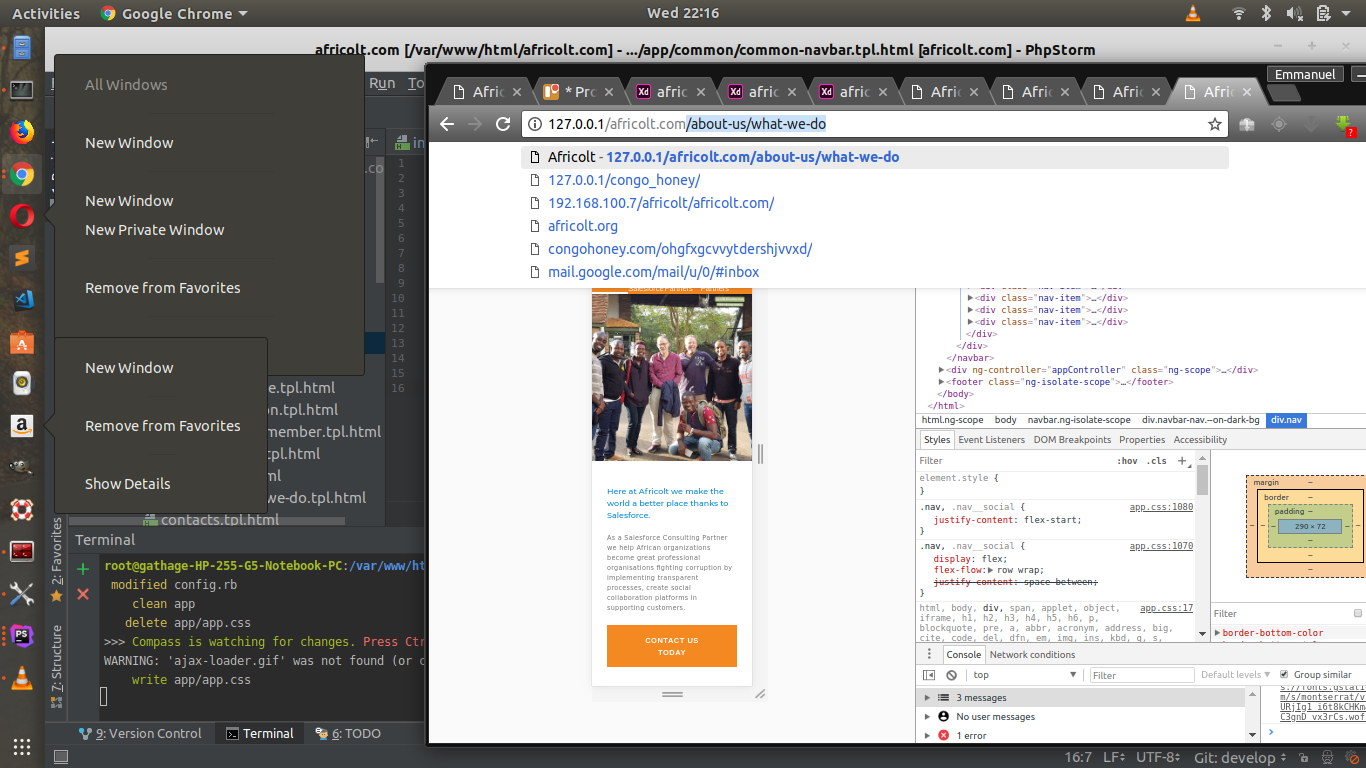 Activities
Google Chrome
Wed 22:16
africolt.com [/var/www/html/africolt.com] - .../app/common/common-navbar.tpl.html [africolt.com] - PhpStorm
All Windows
New Window
New Window
New Private Window
Remove from Favorites
New Window
Remove from Favorites
Show Details
Run
To
in
.co
1
2
3
4
5
6
7
8
9
10
11
12
13
14
15
16
e.tpl.html
on.tpl.html
member.tpl.html
.tpl.html
ml
we-do.tpl.html
contacts.tpl.html
2: Favorites
7: Structure
Terminal
root@gathage-HP-255-G5-Notebook-PC:/var/www/ht
modified config.rb
clean app
delete app/app.css
>>> Compass is watching for changes. Press Ctr
WARNING: 'ajax-loader.gif' was not found (or c
write app/app.css
9: Version Control
Terminal
6: TODO
16:7
LF
UTF-8
Git: develop
Emmanuel
Afric
* Pro
Xd
afric
Xd
afric
Xd
afric
Afric
Afric
Afric
Afric
127.0.0.1/africolt.com/about-us/what-we-do
Africolt - 127.0.0.1/africolt.com/about-us/what-we-do
127.0.0.1/congo_honey/
192.168.100.7/africolt/africolt.com/
africolt.org
congohoney.com/ohgfxgcvvytdershjvvxd/
mail.google.com/mail/u/0/#inbox
Salesforce Partners
Partners
Here at Africolt we make the
world a better place thanks to
Salesforce.
As a Salesforce Consulting Partner
we help African organizations
become great professional
organisations fighting corruption by
implementing transparent
processes, create social
collaboration platforms in
supporting customers.
CONTACT US
TODAY
<div class="nav-item">…</div>
<div class="nav-item">…</div>
<div class="nav-item">…</div>
<div class="nav-item">…</div>
</div>
</div>
</navbar>
<div ng-controller="appController" class="ng-scope">…</div>
<footer class="ng-isolate-scope">…</footer>
</body>
</html>
html.ng-scope
body
navbar.ng-isolate-scope
div.navbar-nav.---on-dark-bg
div.nav
Styles
Event Listeners
DOM Breakpoints
Properties
Accessibility
Filter
:hov
.cls
+
element.style {
}
.nav, .nav__social {
app.css:1080
justify-content: flex-start;
}
.nav, .nav__social {
app.css:1070
display: flex;
flex-flow: row wrap;
justify-content: space-between;
}
html, body, div, span, applet, object,
app.css:17
iframe, h1, h2, h3, h4, h5, h6, p,
blockquote, pre, a, abbr, acronym, address, big,
cite, code, del, dfn, em, img, ins, kbd, q, s,
margin
border
padding
290 × 72
Filter
border-bottom-color
Console
Network conditions
top
Filter
Default levels
Group similar
3 messages
No user messages
1 error
s://fonts.gstati
m/s/montserrat/v